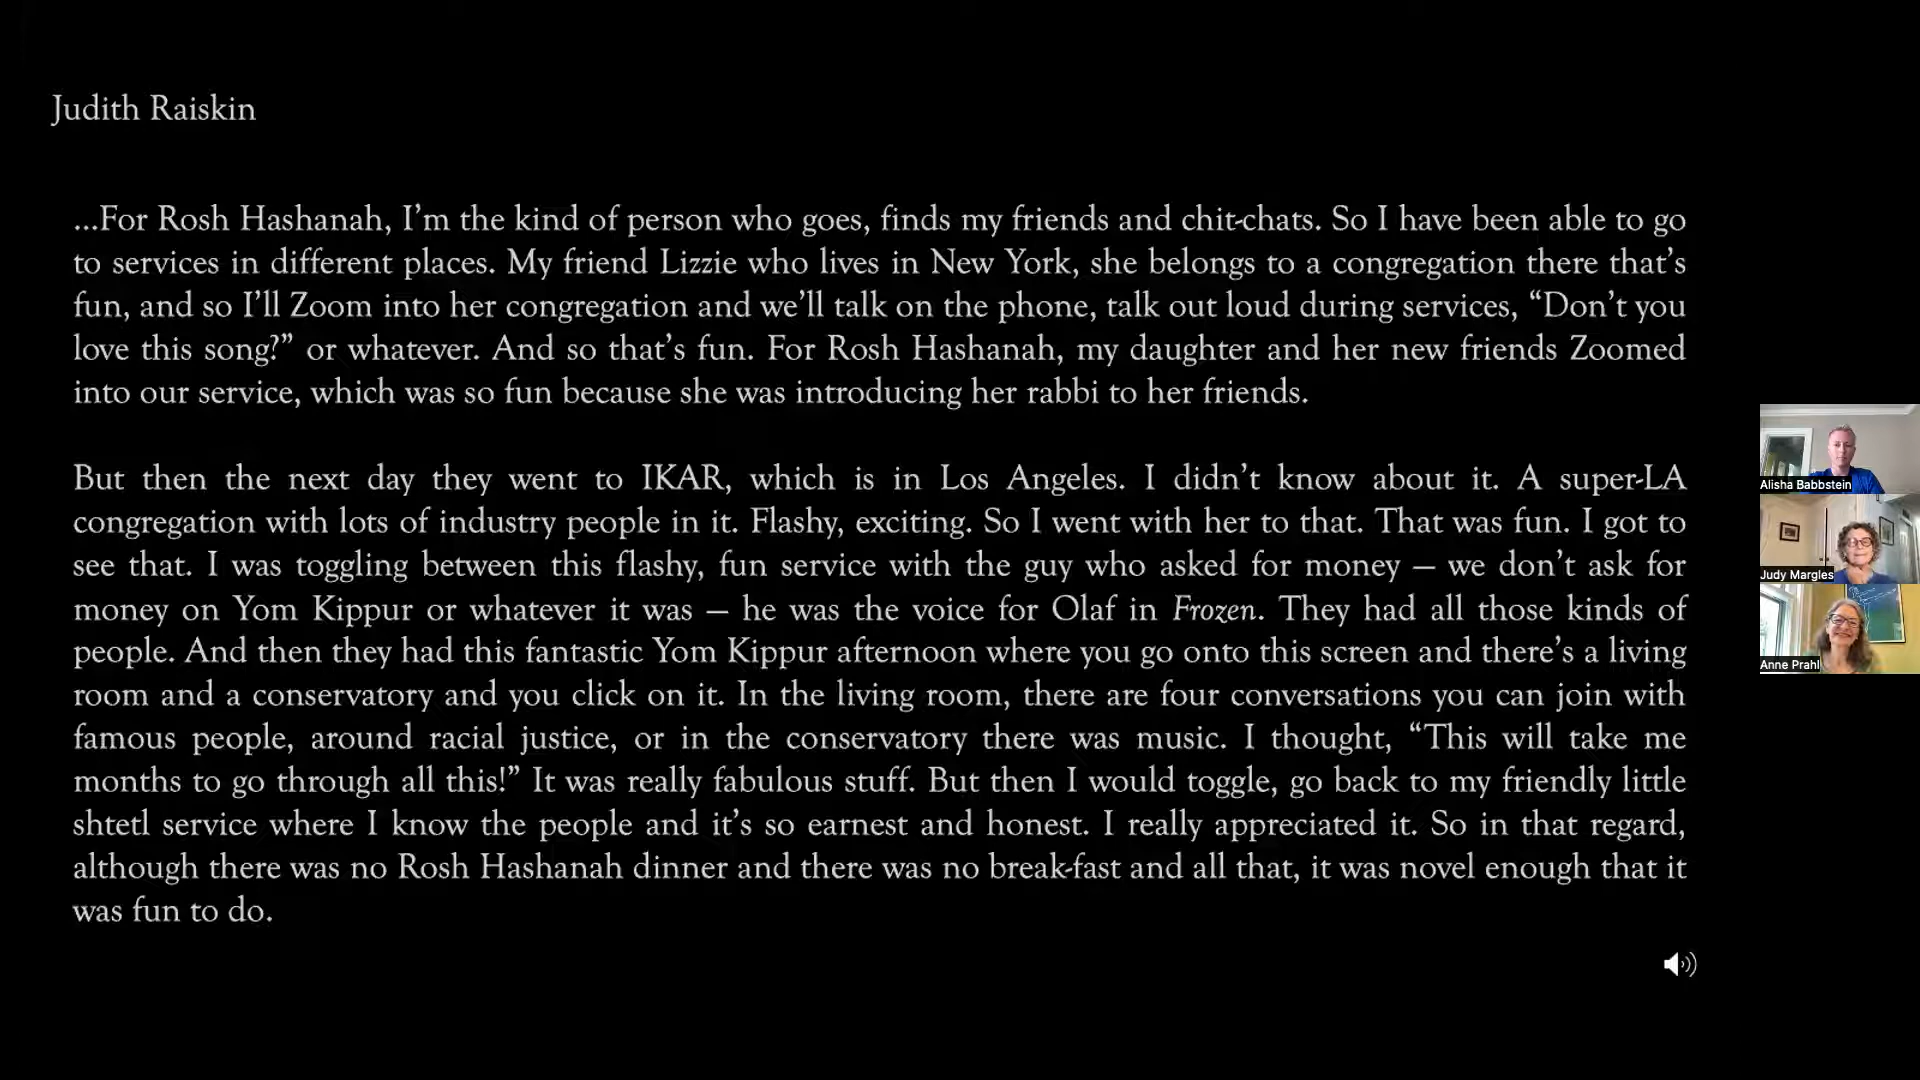 Judith Raiskin
...For Rosh Hashanah, I'm the kind of person who goes, finds my friends and chit-chats. So I have been able to go
to services in different places. My friend Lizzie who lives in New York, she belongs to a congregation there that's
fun, and so I'll Zoom into her congregation and we'll talk on the phone, talk out loud during services, “Don't you
love this song?” or whatever. And so that's fun. For Rosh Hashanah, my daughter and her new friends Zoomed
into our service, which was so fun because she was introducing her rabbi to her friends.
But then the next day they went to IKAR, which is in Los Angeles. I didn't know about it. A super-LA
congregation with lots of industry people in it. Flashy, exciting. So I went with her to that. That was fun. I got to
see that. I was toggling between this flashy, fun service with the guy who asked for money — we don't ask for
money on Yom Kippur or whatever it was — he was the voice for Olaf in Frozen. They had all those kinds of
people. And then they had this fantastic Yom Kippur afternoon where you go onto this screen and there's a living
room and a conservatory and you click on it. In the living room, there are four conversations you can join with
famous people, around racial justice, or in the conservatory there was music. I thought, “This will take me
months to go through all this!” It was really fabulous stuff. But then I would toggle, go back to my friendly little
shtetl service where I know the people and it's so earnest and honest. I really appreciated it. So in that regard,
although there was no Rosh Hashanah dinner and there was no break-fast and all that, it was novel enough that it
was fun to do.
Alisha Babbstein
Judy Margles
Anne Prahl